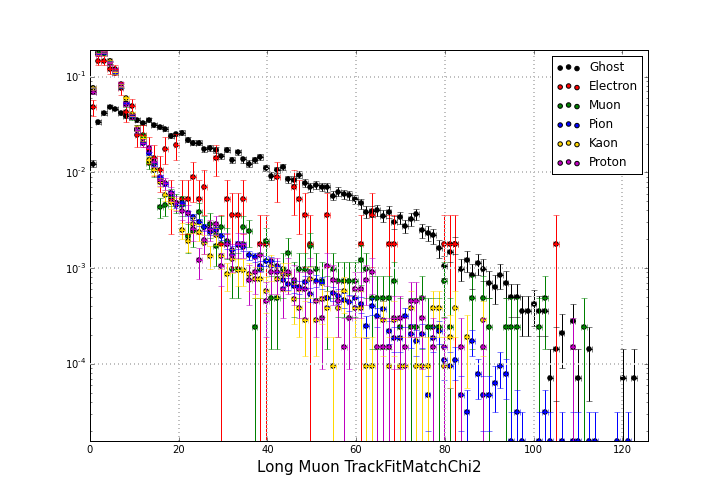 Ghost
Electron
Muon
Pion
Kaon
Proton
10⁻¹
10⁻²
10⁻³
10⁻⁴
0 20 40 60 80 100 120
Long Muon TrackFitMatchChi2